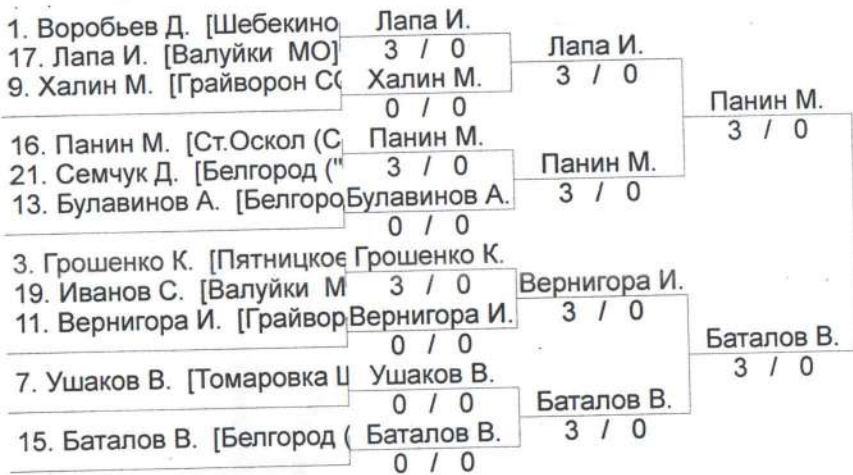 1. Воробьев Д. [Шебекино
17. Лапа И. [Валуйки МО]
9. Халин М. [Грайворон СО
16. Панин М. [Ст.Оскол (С
21. Семчук Д. [Белгород ("
13. Булавинов А. [Белгоро
3. Грошенко К. [Пятницкое
19. Иванов С. [Валуйки М
11. Вернигора И. [Грайвор
7. Ушаков В. [Томаровка Ц
15. Баталов В. [Белгород (
Лапа И.
3 / 0
Халин М.
0 / 0
Панин М.
3 / 0
Булавинов А.
0 / 0
Грошенко К.
3 / 0
Вернигора И.
0 / 0
Ушаков В.
0 / 0
Баталов В.
0 / 0
Лапа И.
3 / 0
Панин М.
3 / 0
Вернигора И.
3 / 0
Баталов В.
3 / 0
Панин М.
3 / 0
Баталов В.
3 / 0